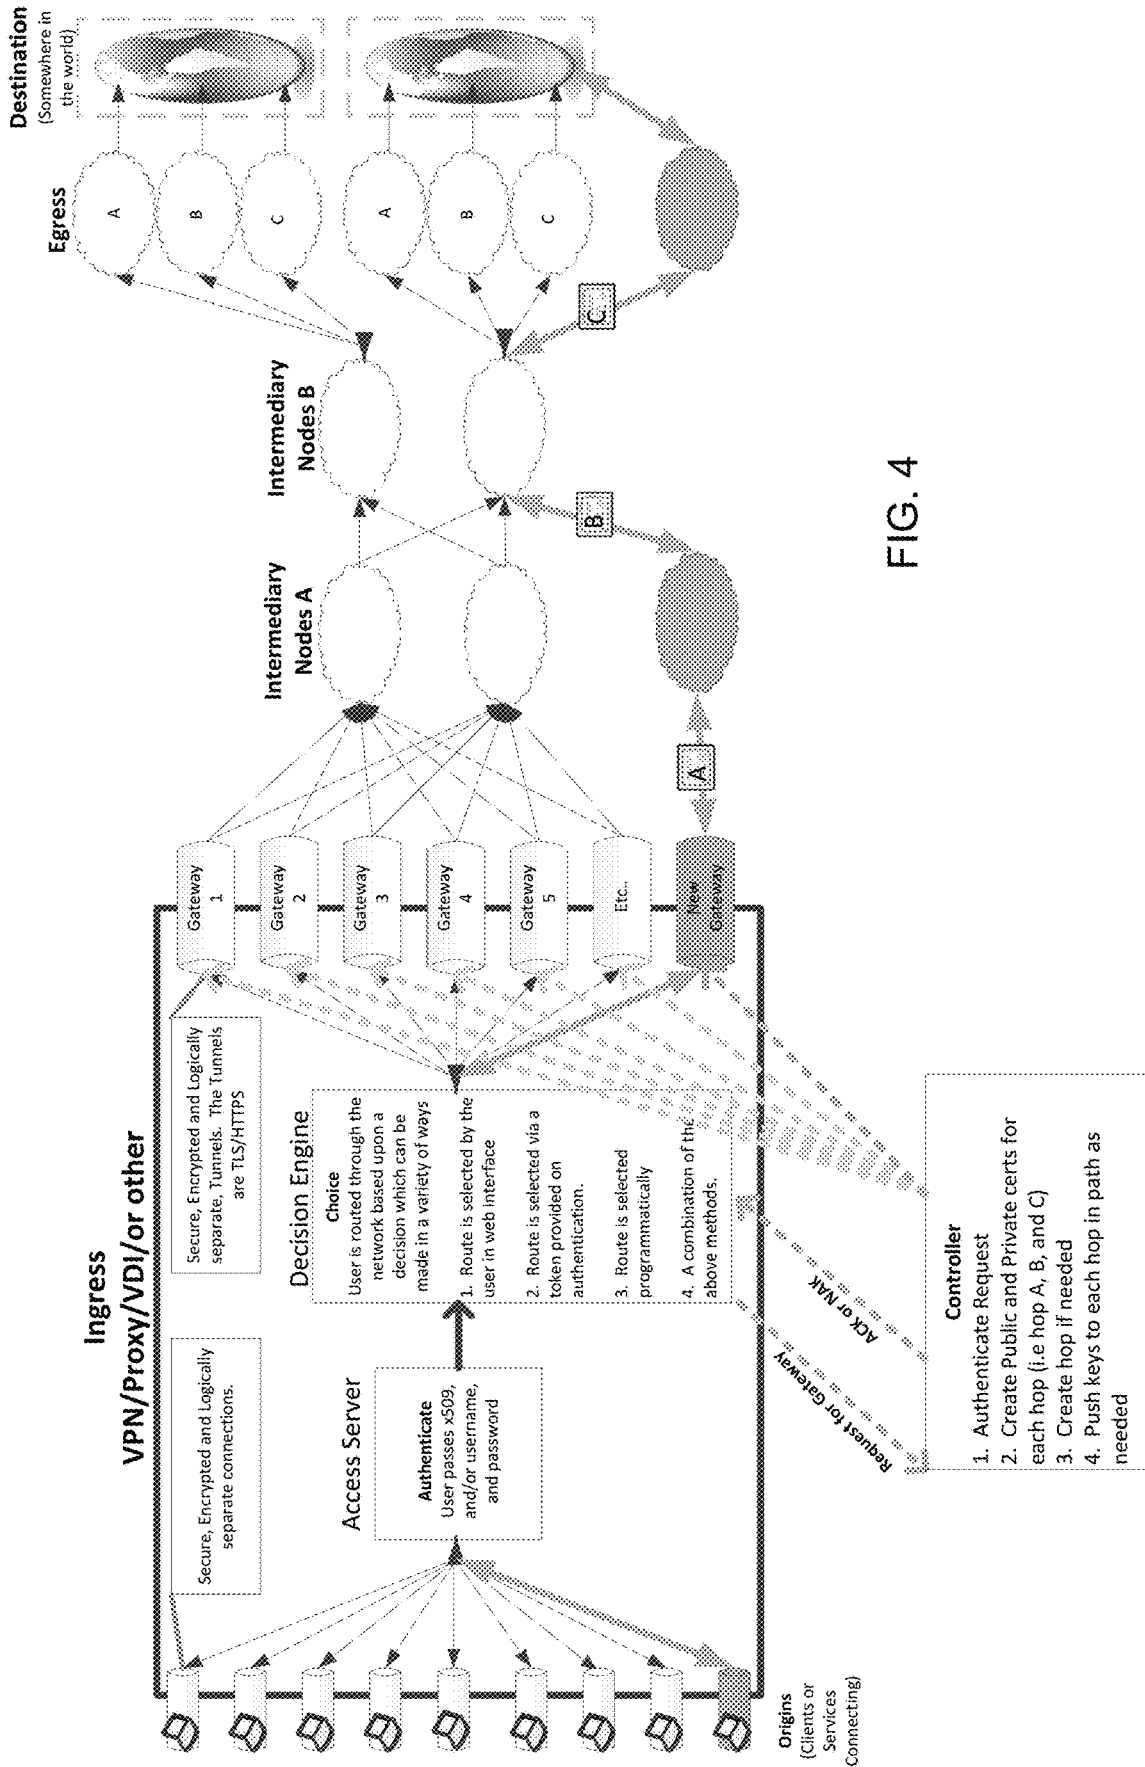 Ingress
VPN/Proxy/VDI/or other
Secure, Encrypted and Logically
separate connections.
Secure, Encrypted and Logically
separate, Tunnels. The Tunnels
are TLS/HTTPS
Origins
(Clients or
Services
Connecting)
Access Server
Authenticate
User passes x509,
and/or username,
and password
Decision Engine
Choice
User is routed through the
network based upon a
decision which can be
made in a variety of ways
1. Route is selected by the
user in web interface
2. Route is selected via a
token provided on
authentication.
3. Route is selected
programmatically
4. A combination of the
above methods.
Gateway
1
Gateway
2
Gateway
3
Gateway
4
Gateway
5
Etc..
New
Gateway
Request for Gateway
ACK or NAK
Controller
1. Authenticate Request
2. Create Public and Private certs for
each hop (i.e hop A, B, and C)
3. Create hop if needed
4. Push keys to each hop in path as
needed
A
Intermediary
Nodes A
B
Intermediary
Nodes B
C
Egress
A
B
C
A
B
C
Destination
(Somewhere in
the world)
FIG. 4